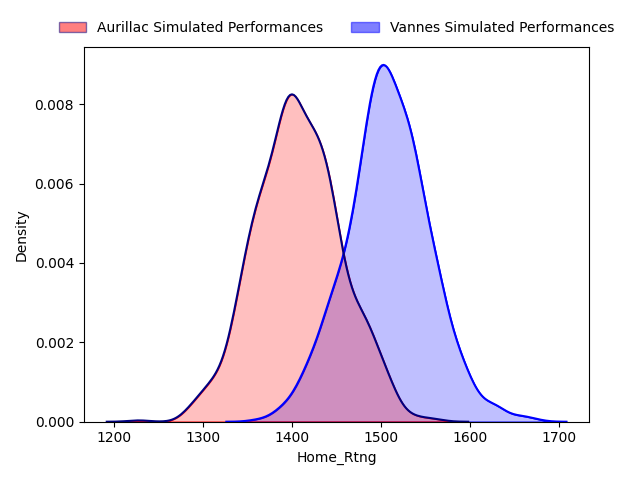 Aurillac Simulated Performances
Vannes Simulated Performances
Density
0.008
0.006
0.004
0.002
0.000
1200 1300 1400 1500 1600 1700
Home_Rtng